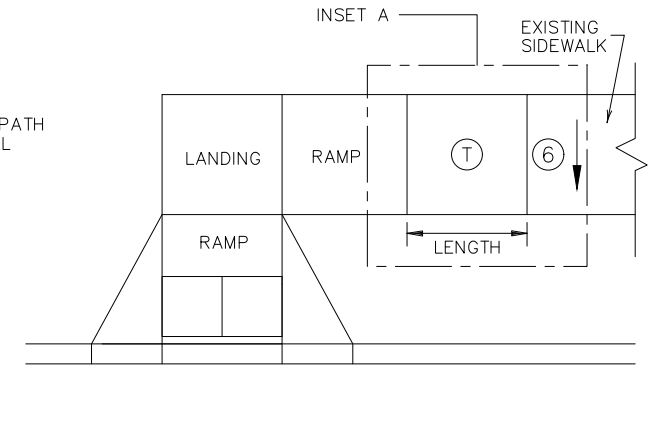 INSET A
EXISTING
SIDEWALK
PATH
L
LANDING
RAMP
T
6
RAMP
LENGTH